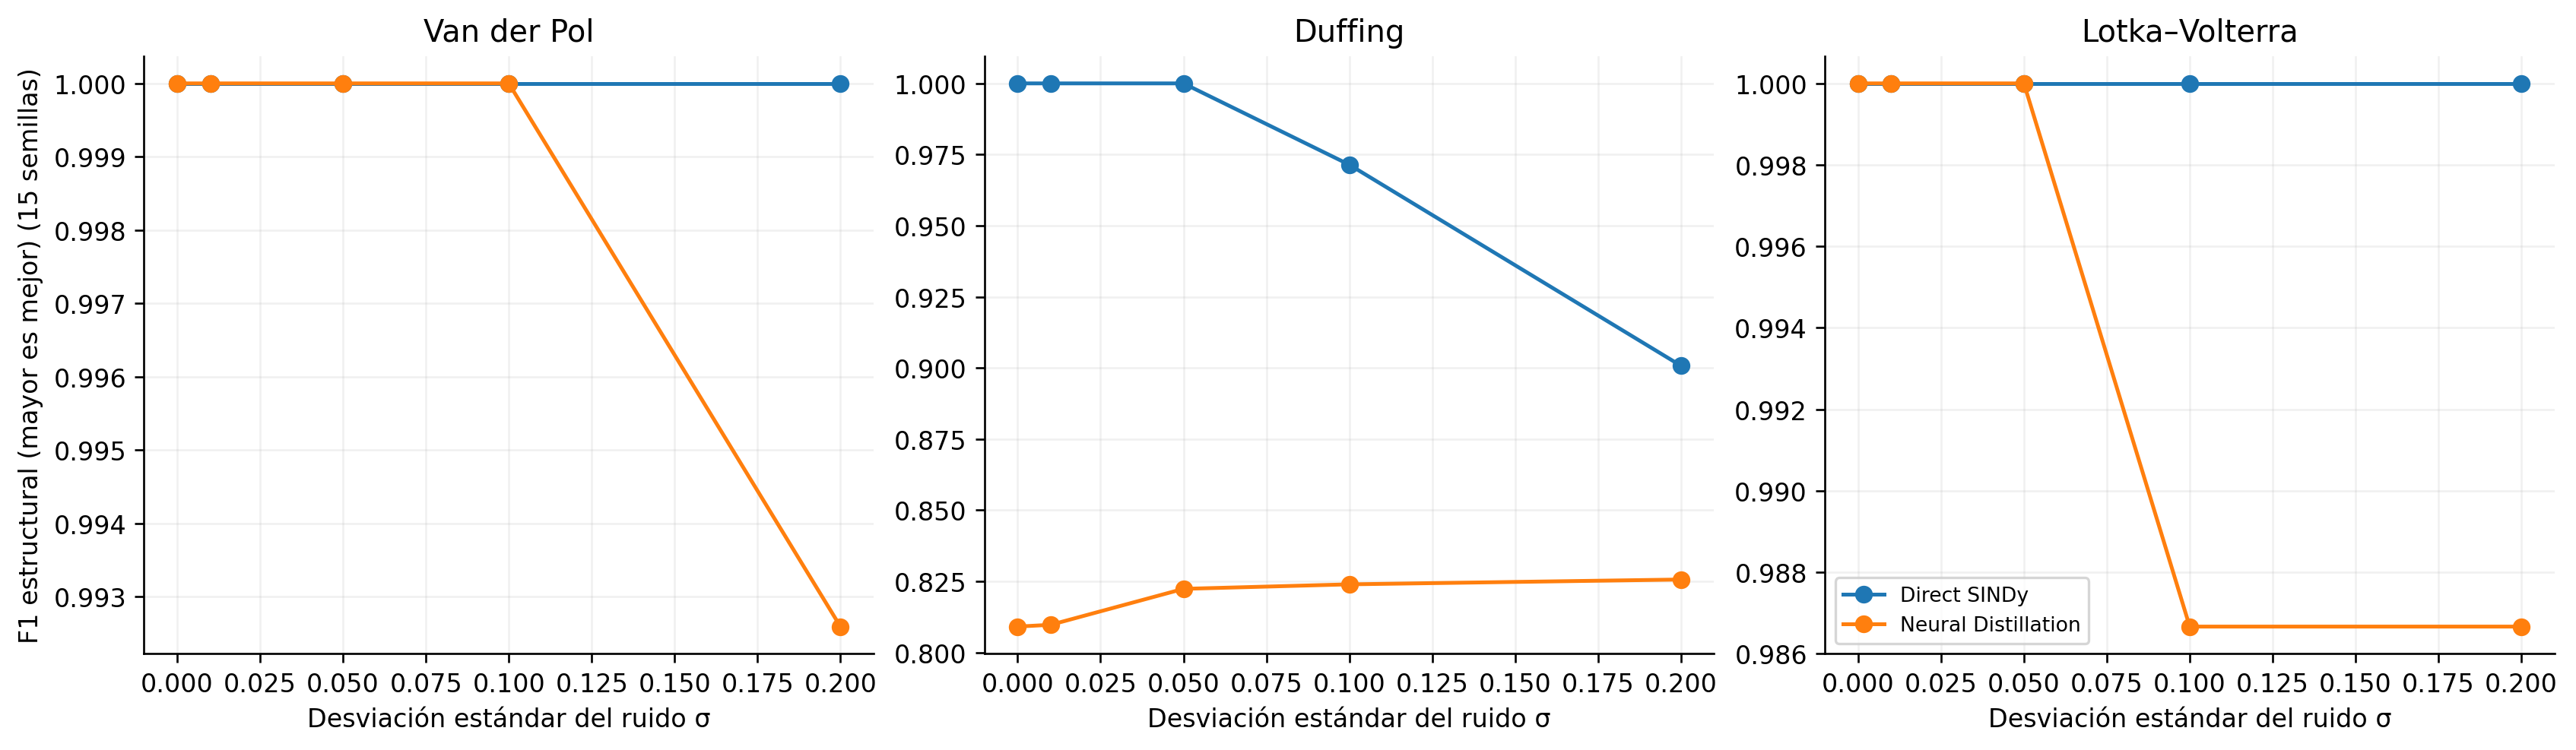 Van der Pol
F1 estructural (mayor es mejor) (15 semillas)
1.000
0.999
0.998
0.997
0.996
0.995
0.994
0.993
0.000 0.025 0.050 0.075 0.100 0.125 0.150 0.175 0.200
Desviación estándar del ruido σ
Duffing
1.000
0.975
0.950
0.925
0.900
0.875
0.850
0.825
0.800
0.000 0.025 0.050 0.075 0.100 0.125 0.150 0.175 0.200
Desviación estándar del ruido σ
Lotka–Volterra
1.000
0.998
0.996
0.994
0.992
0.990
0.988
0.986
Direct SINDy
Neural Distillation
0.000 0.025 0.050 0.075 0.100 0.125 0.150 0.175 0.200
Desviación estándar del ruido σ